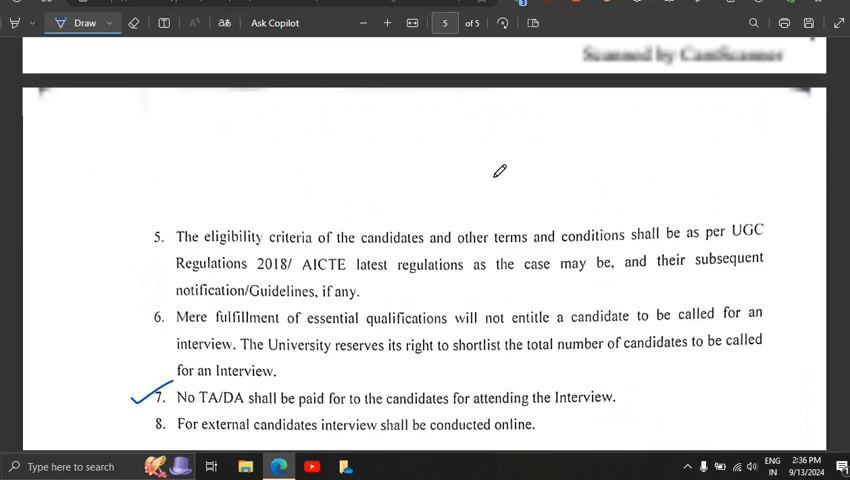 Draw
Ask Copilot
5 of 5
Scanned by CamScanner
5. The eligibility criteria of the candidates and other terms and conditions shall be as per UGC
Regulations 2018/ AICTE latest regulations as the case may be, and their subsequent
notification/Guidelines, if any.
6. Mere fulfillment of essential qualifications will not entitle a candidate to be called for an
interview. The University reserves its right to shortlist the total number of candidates to be called
for an Interview.
7. No TA/DA shall be paid for to the candidates for attending the Interview.
8. For external candidates interview shall be conducted online.
Type here to search
ENG
IN
2:36 PM
9/13/2024